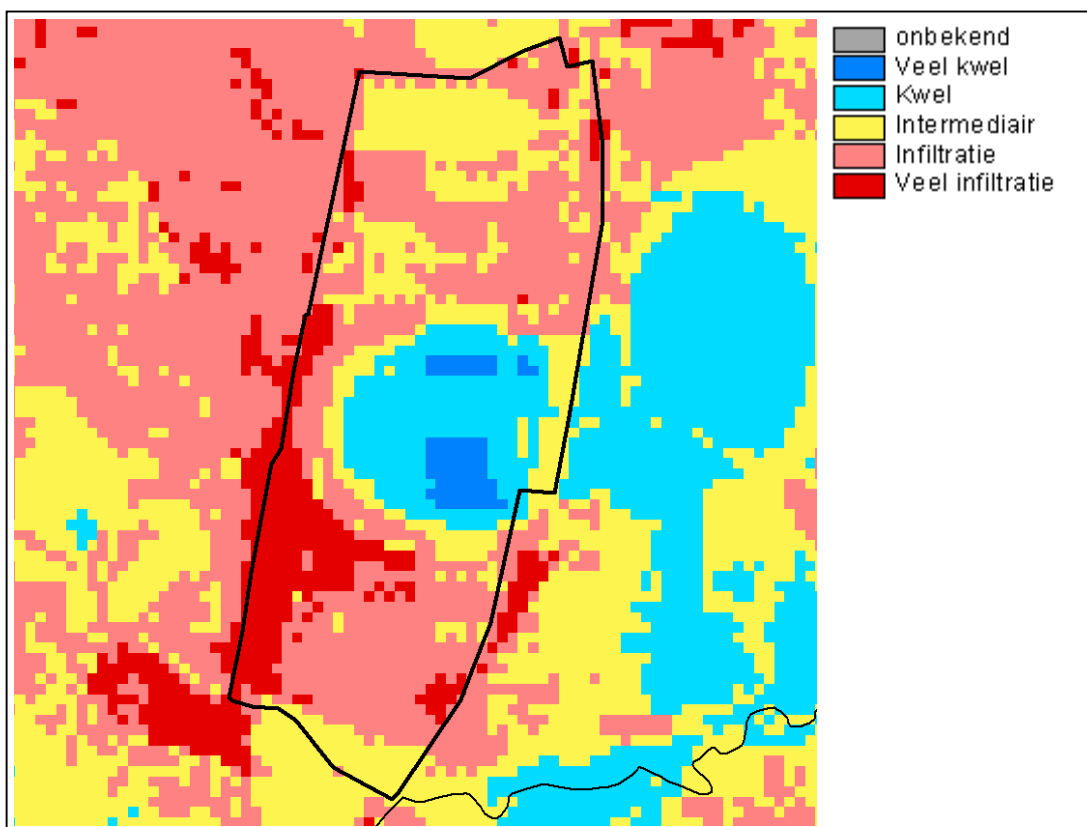 onbekend
Veel kwel
Kwel
Intermediair
Infiltratie
Veel infiltratie